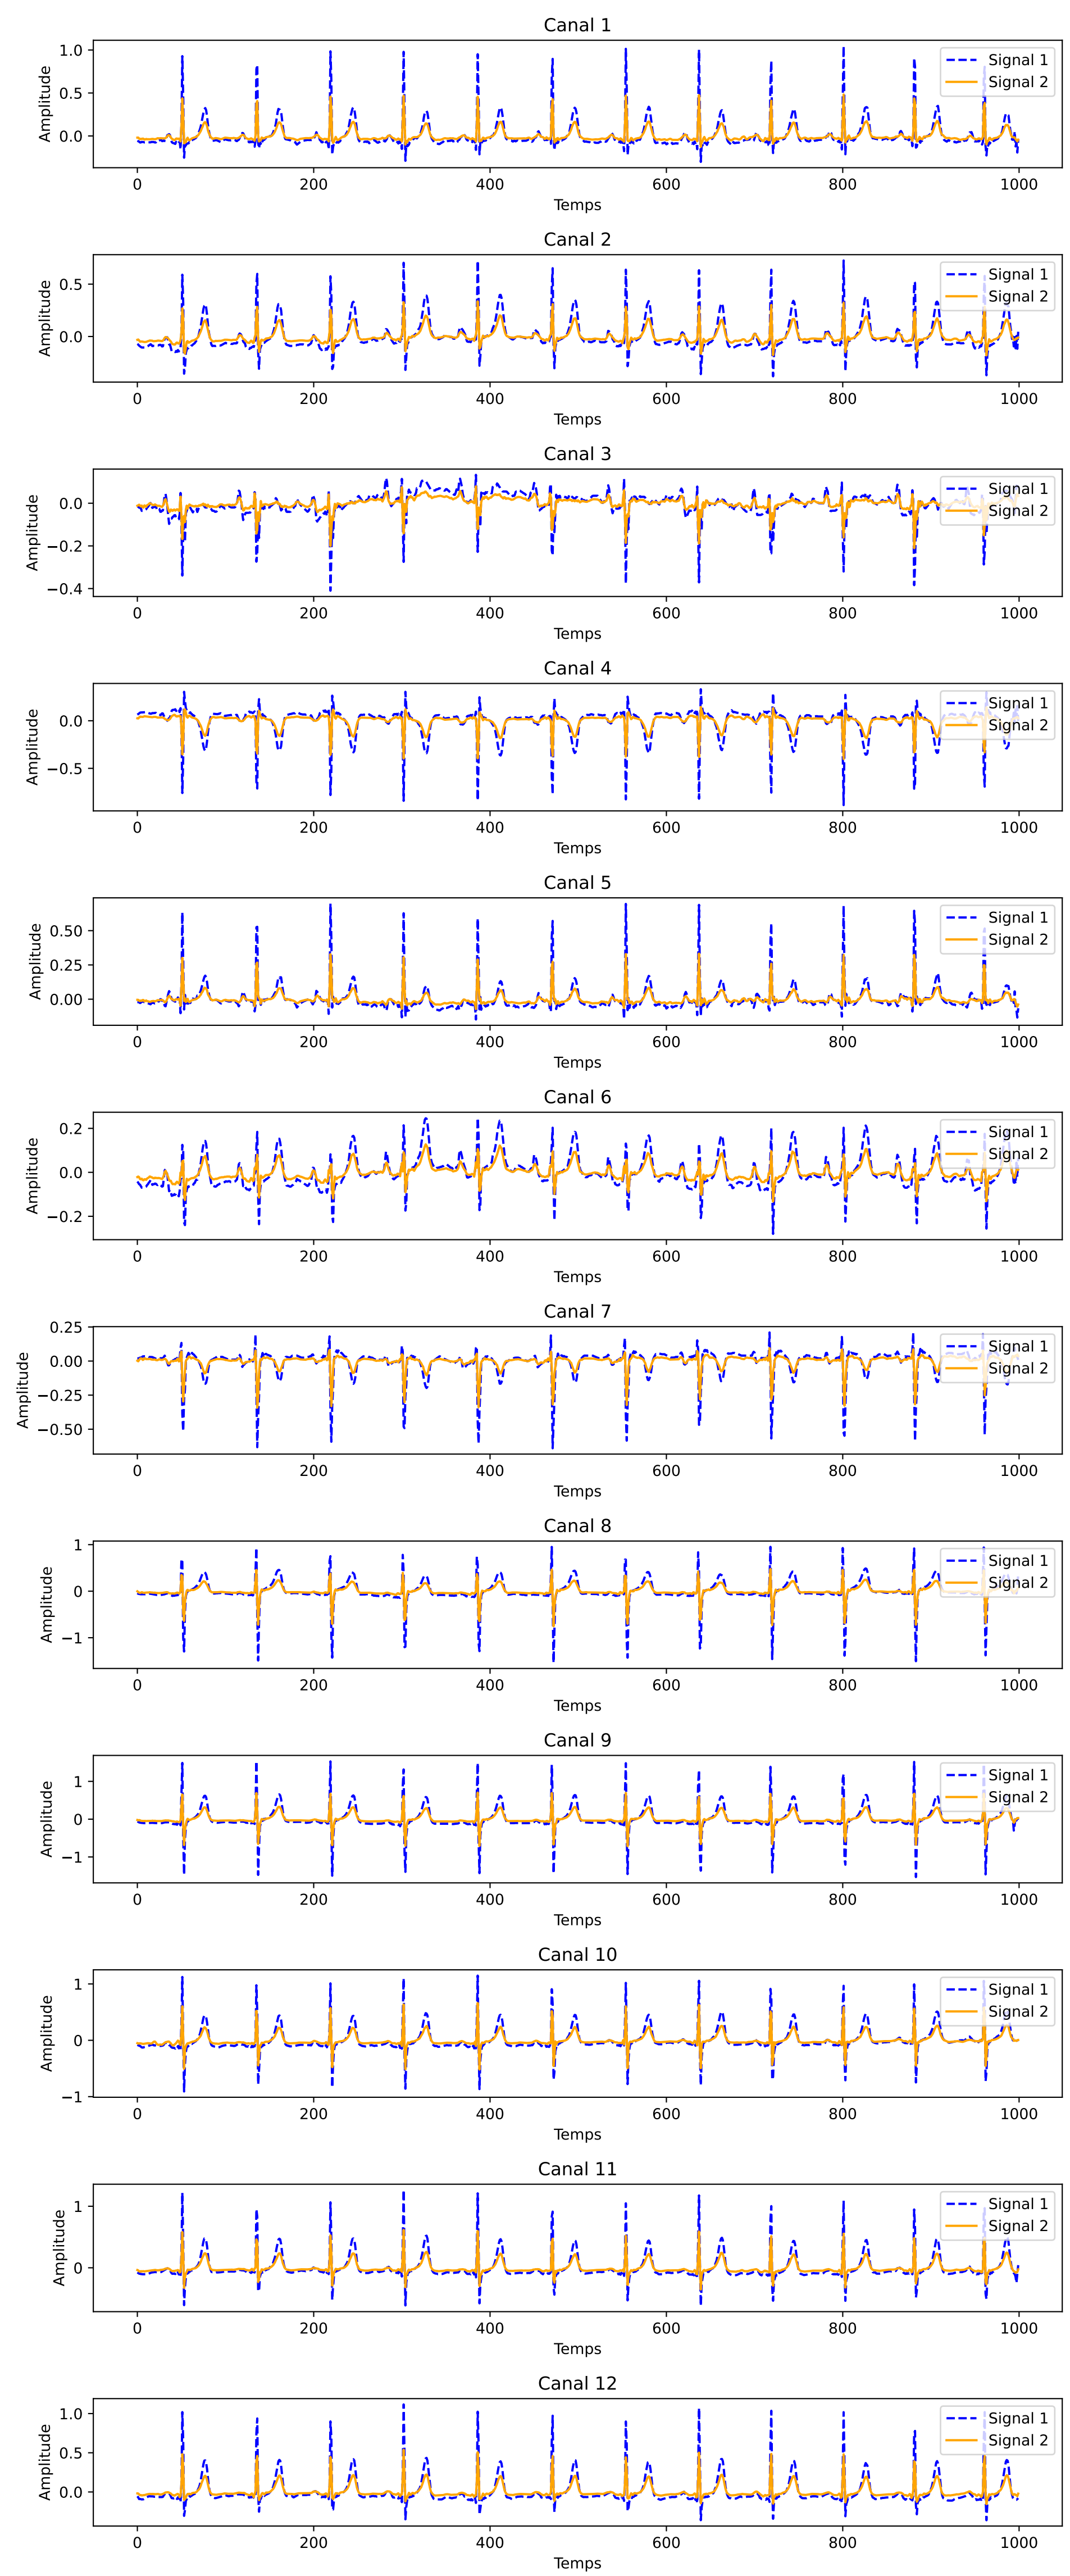 Canal 1
1.0
0.5
0.0
Amplitude
Signal 1
Signal 2
0 200 400 600 800 1000
Temps
Canal 2
0.5
0.0
Amplitude
Signal 1
Signal 2
0 200 400 600 800 1000
Temps
Canal 3
0.0
−0.2
−0.4
Amplitude
Signal 1
Signal 2
0 200 400 600 800 1000
Temps
Canal 4
0.0
−0.5
Amplitude
Signal 1
Signal 2
0 200 400 600 800 1000
Temps
Canal 5
0.50
0.25
0.00
Amplitude
Signal 1
Signal 2
0 200 400 600 800 1000
Temps
Canal 6
0.2
0.0
−0.2
Amplitude
Signal 1
Signal 2
0 200 400 600 800 1000
Temps
Canal 7
0.25
0.00
−0.25
−0.50
Amplitude
Signal 1
Signal 2
0 200 400 600 800 1000
Temps
Canal 8
1
0
−1
Amplitude
Signal 1
Signal 2
0 200 400 600 800 1000
Temps
Canal 9
1
0
−1
Amplitude
Signal 1
Signal 2
0 200 400 600 800 1000
Temps
Canal 10
1
0
−1
Amplitude
Signal 1
Signal 2
0 200 400 600 800 1000
Temps
Canal 11
1
0
Amplitude
Signal 1
Signal 2
0 200 400 600 800 1000
Temps
Canal 12
1.0
0.5
0.0
Amplitude
Signal 1
Signal 2
0 200 400 600 800 1000
Temps